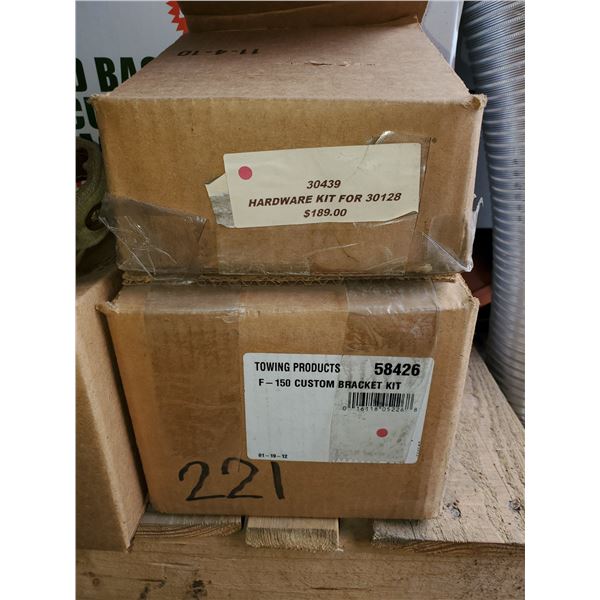 11-4-10
30439
HARDWARE KIT FOR 30128
$189.00
TOWING PRODUCTS 58426
F-150 CUSTOM BRACKET KIT
01-19-12
221